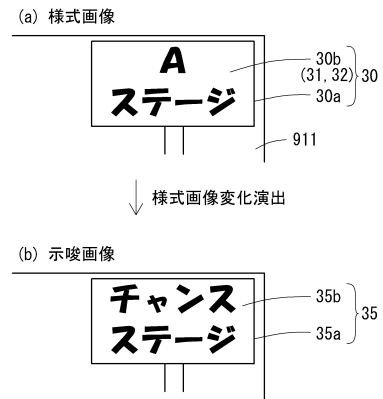 (a) 様式画像
A
ステージ
30b
(31, 32)
30a
30
911
様式画像変化演出
(b) 示唆画像
チャンス
ステージ
35b
35a
35